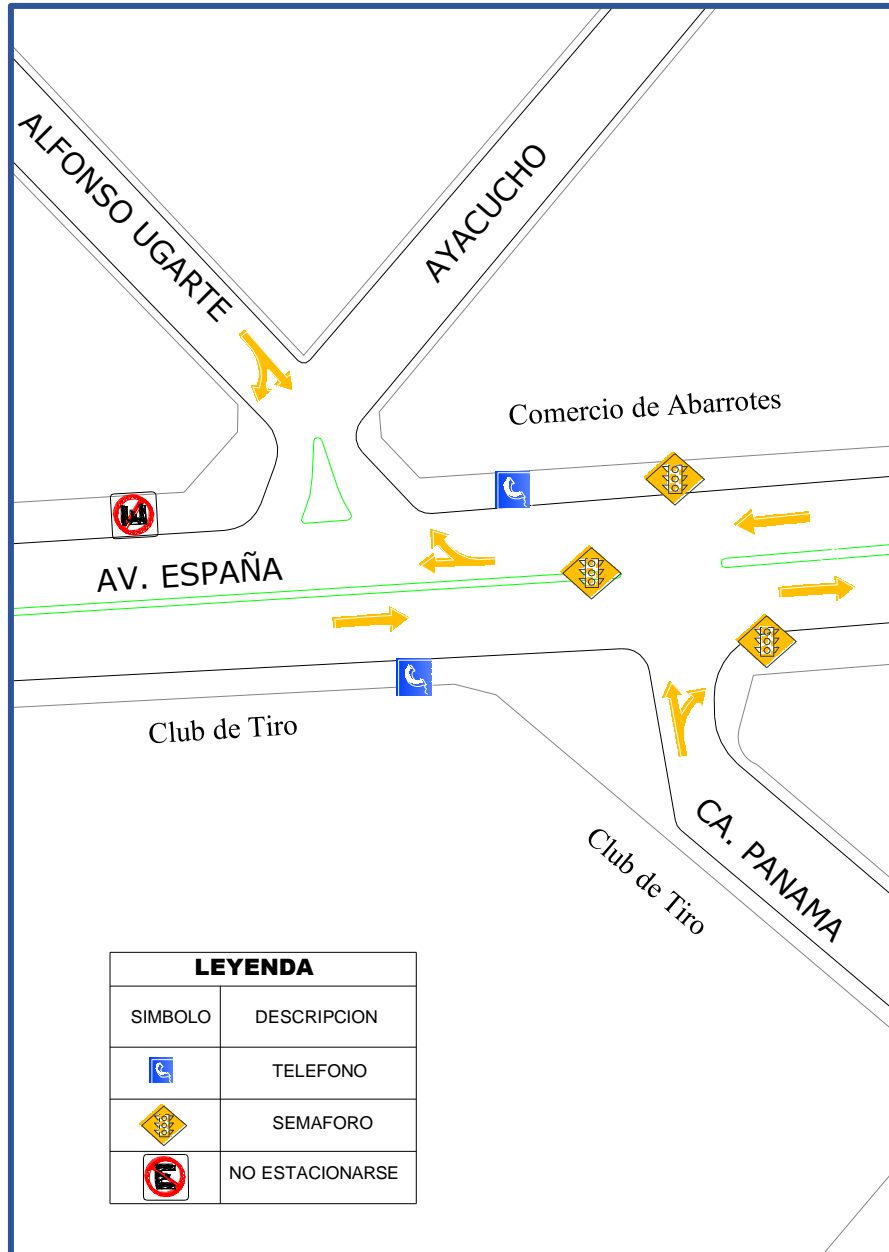 ALFONSO UGARTE
AYACUCHO
Comercio de Abarrotes
AV. ESPAÑA
Club de Tiro
Club de Tiro
CA. PANAMA
LEYENDA
SIMBOLO DESCRIPCION
TELEFONO
SEMAFORO
E NO ESTACIONARSE